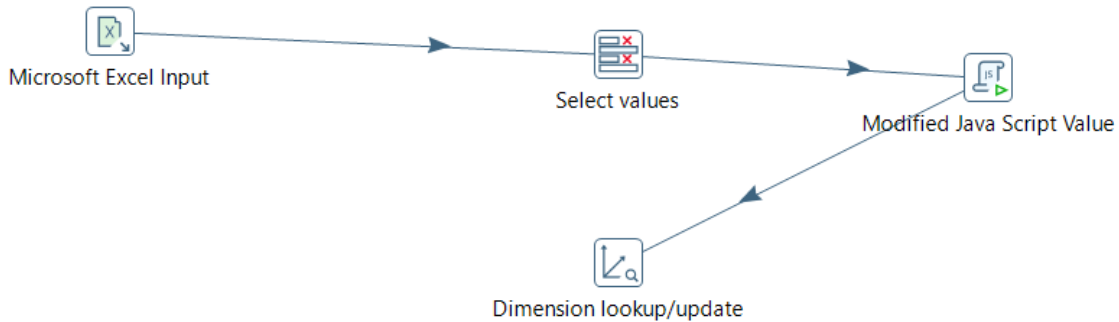 Microsoft Excel Input
Select values
Modified Java Script Value
Dimension lookup/update